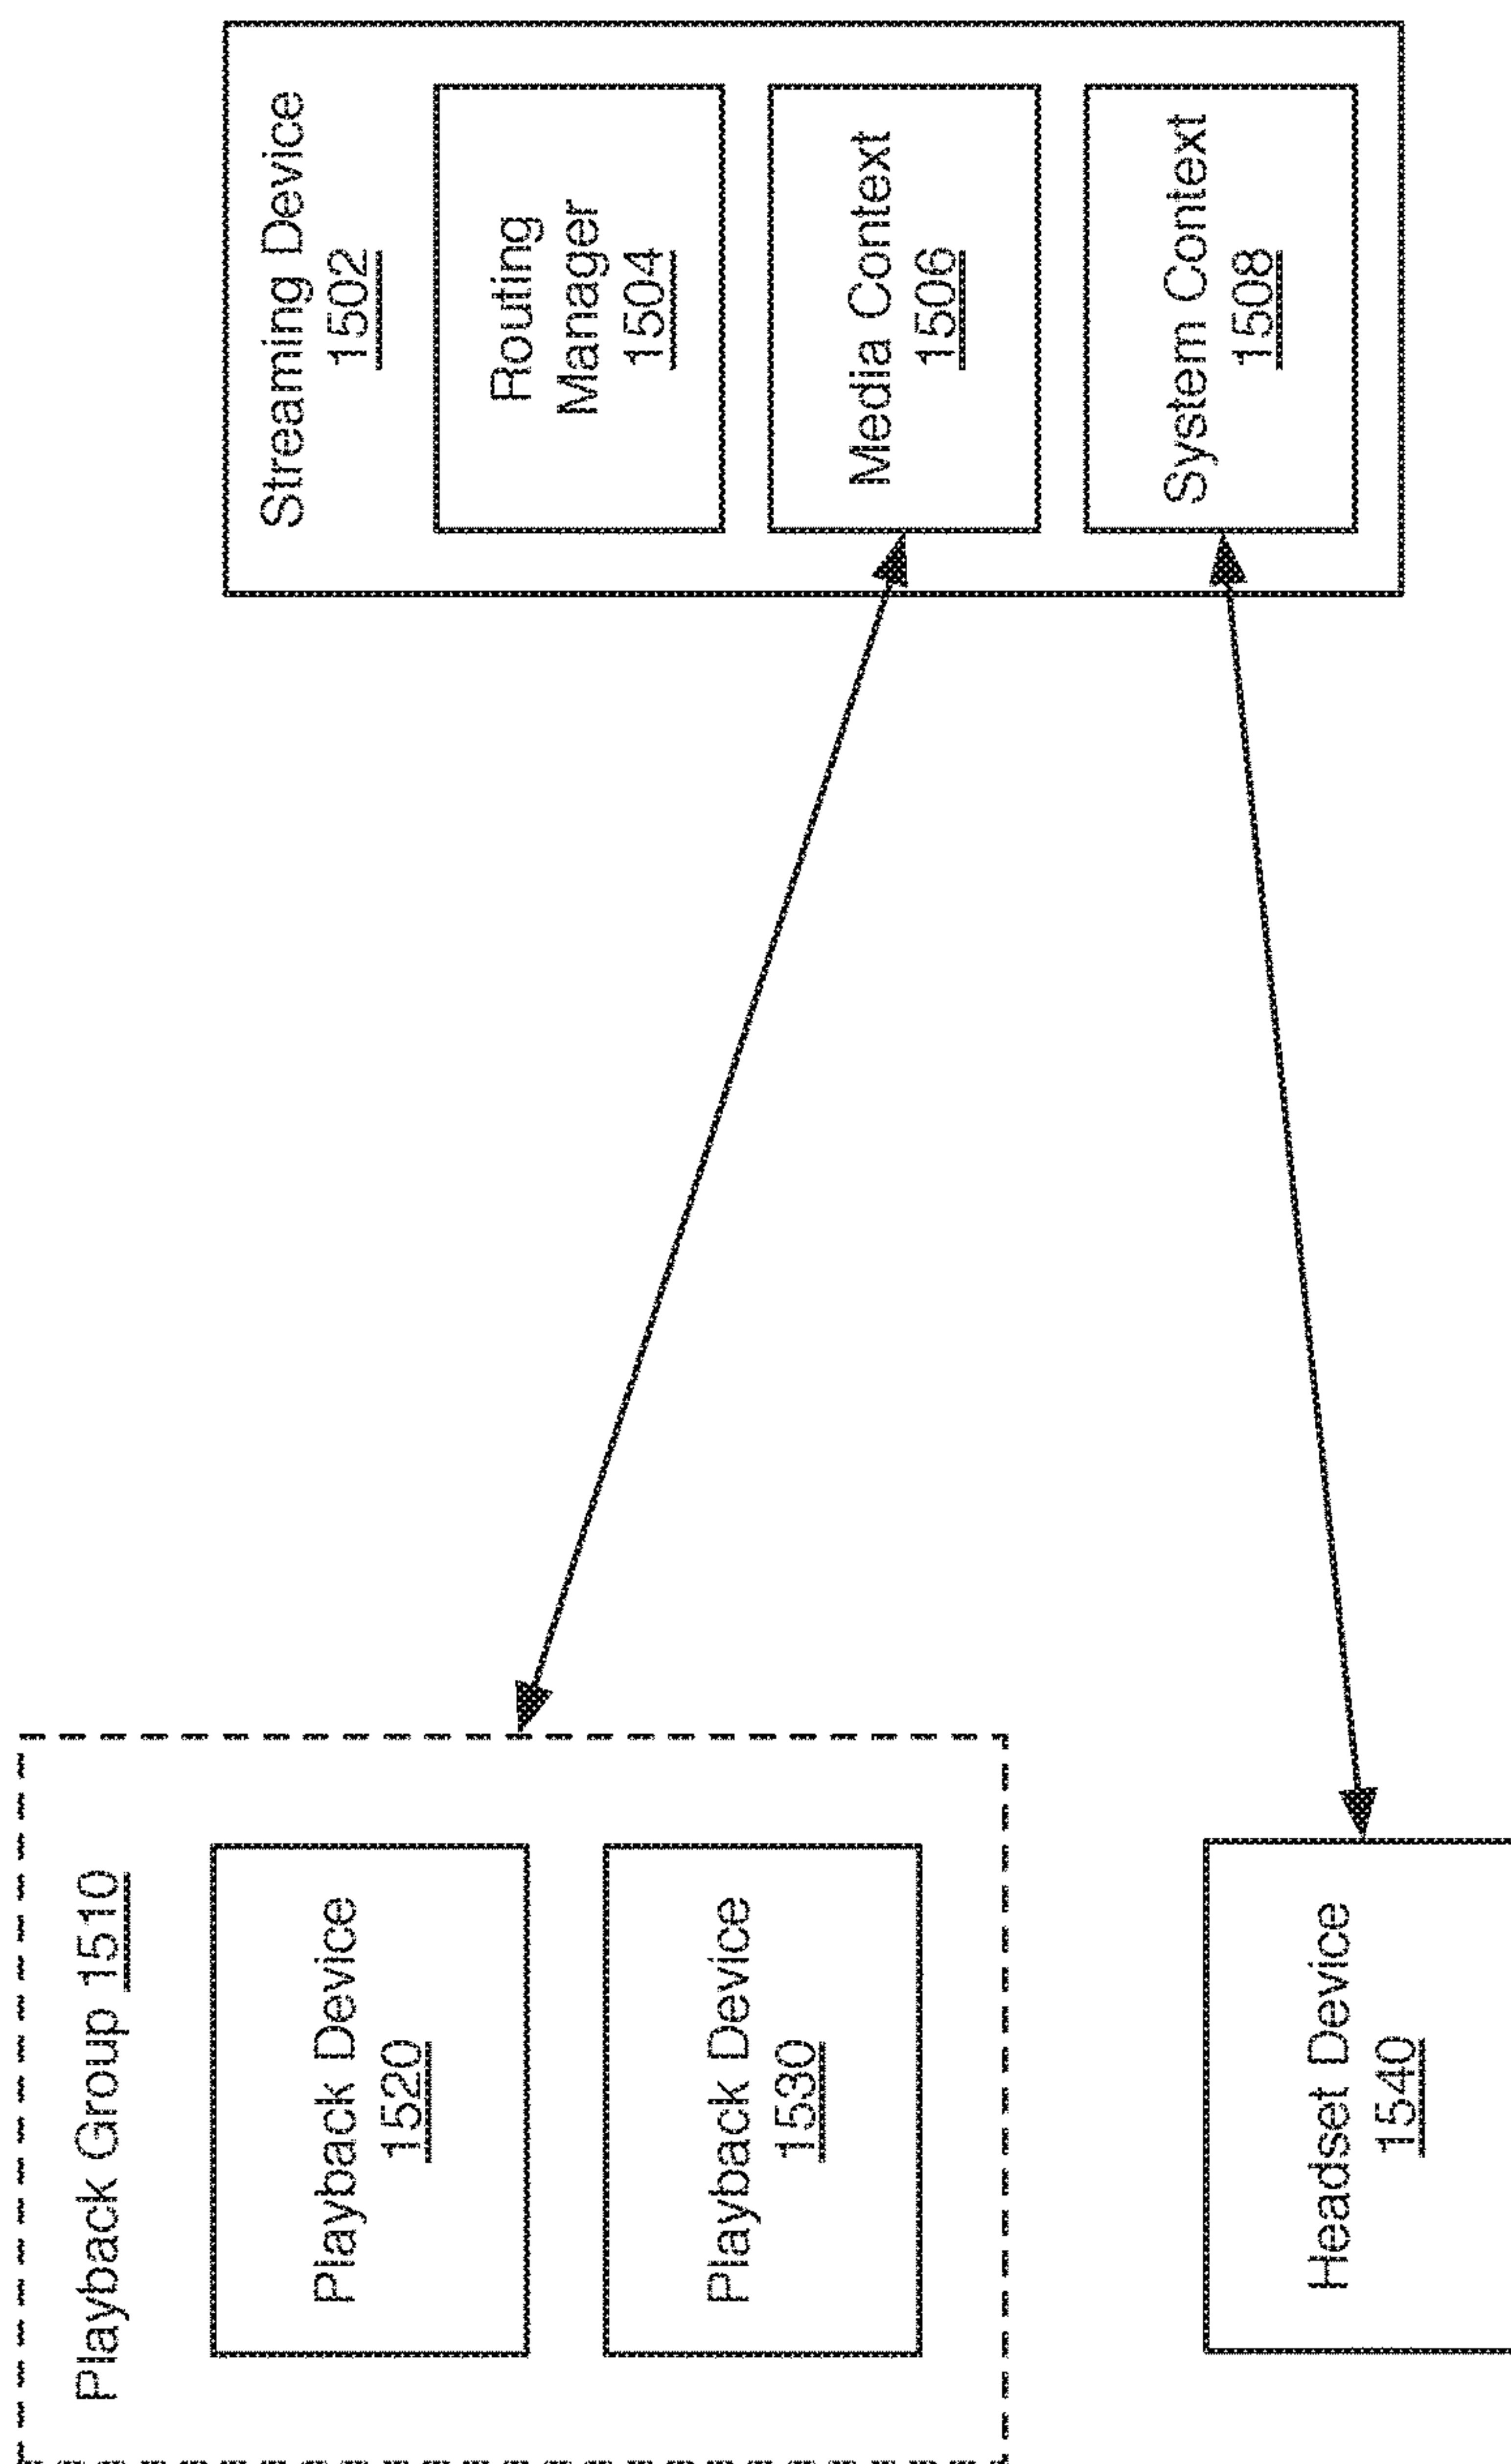 Playback Group 1510
Playback Device
1520
Playback Device
1530
Headset Device
1540
Streaming Device
1502
Routing
Manager
1504
Media Context
1506
System Context
1508